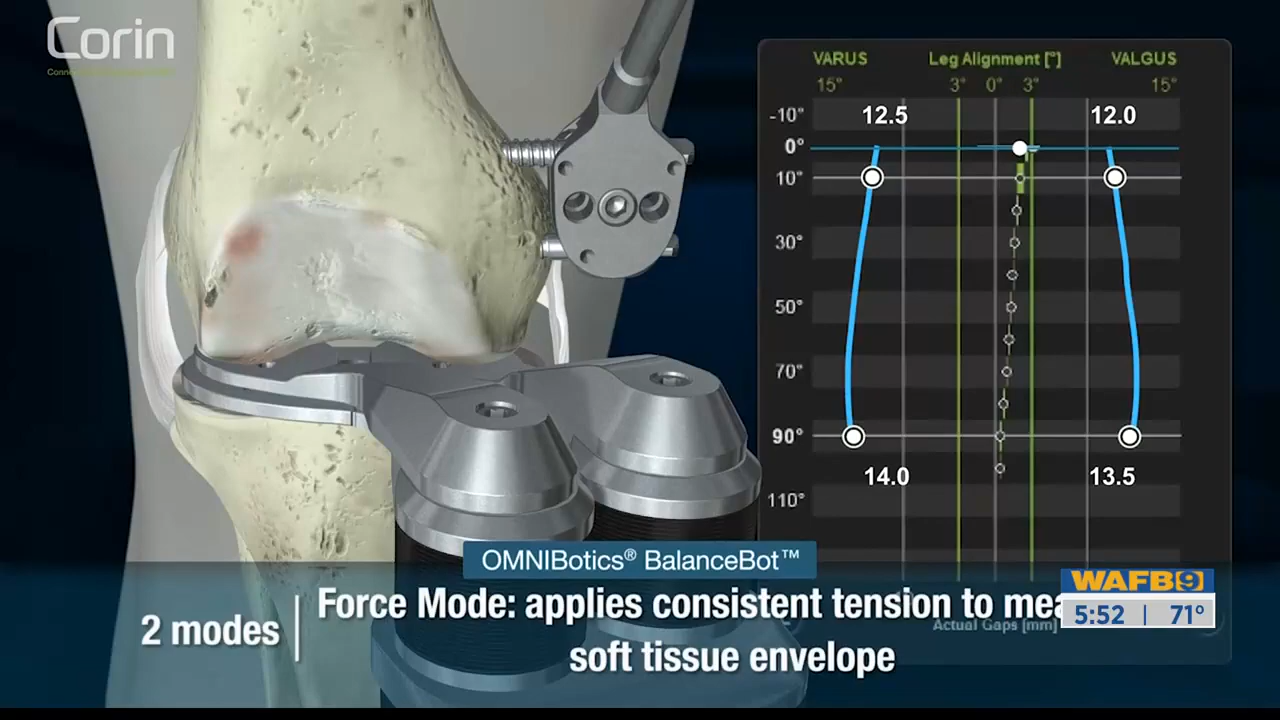 Corin
VARUS
Leg Alignment [°]
VALGUS
15°
3°
0°
3°
15°
-10°
12.5
12.0
0°
10°
30°
50°
70°
90°
14.0
13.5
110°
OMNIBotics® BalanceBot™
2 modes
Force Mode: applies consistent tension to mea
soft tissue envelope
Actual Gaps [mm]
WAFB9
5:52 | 71°